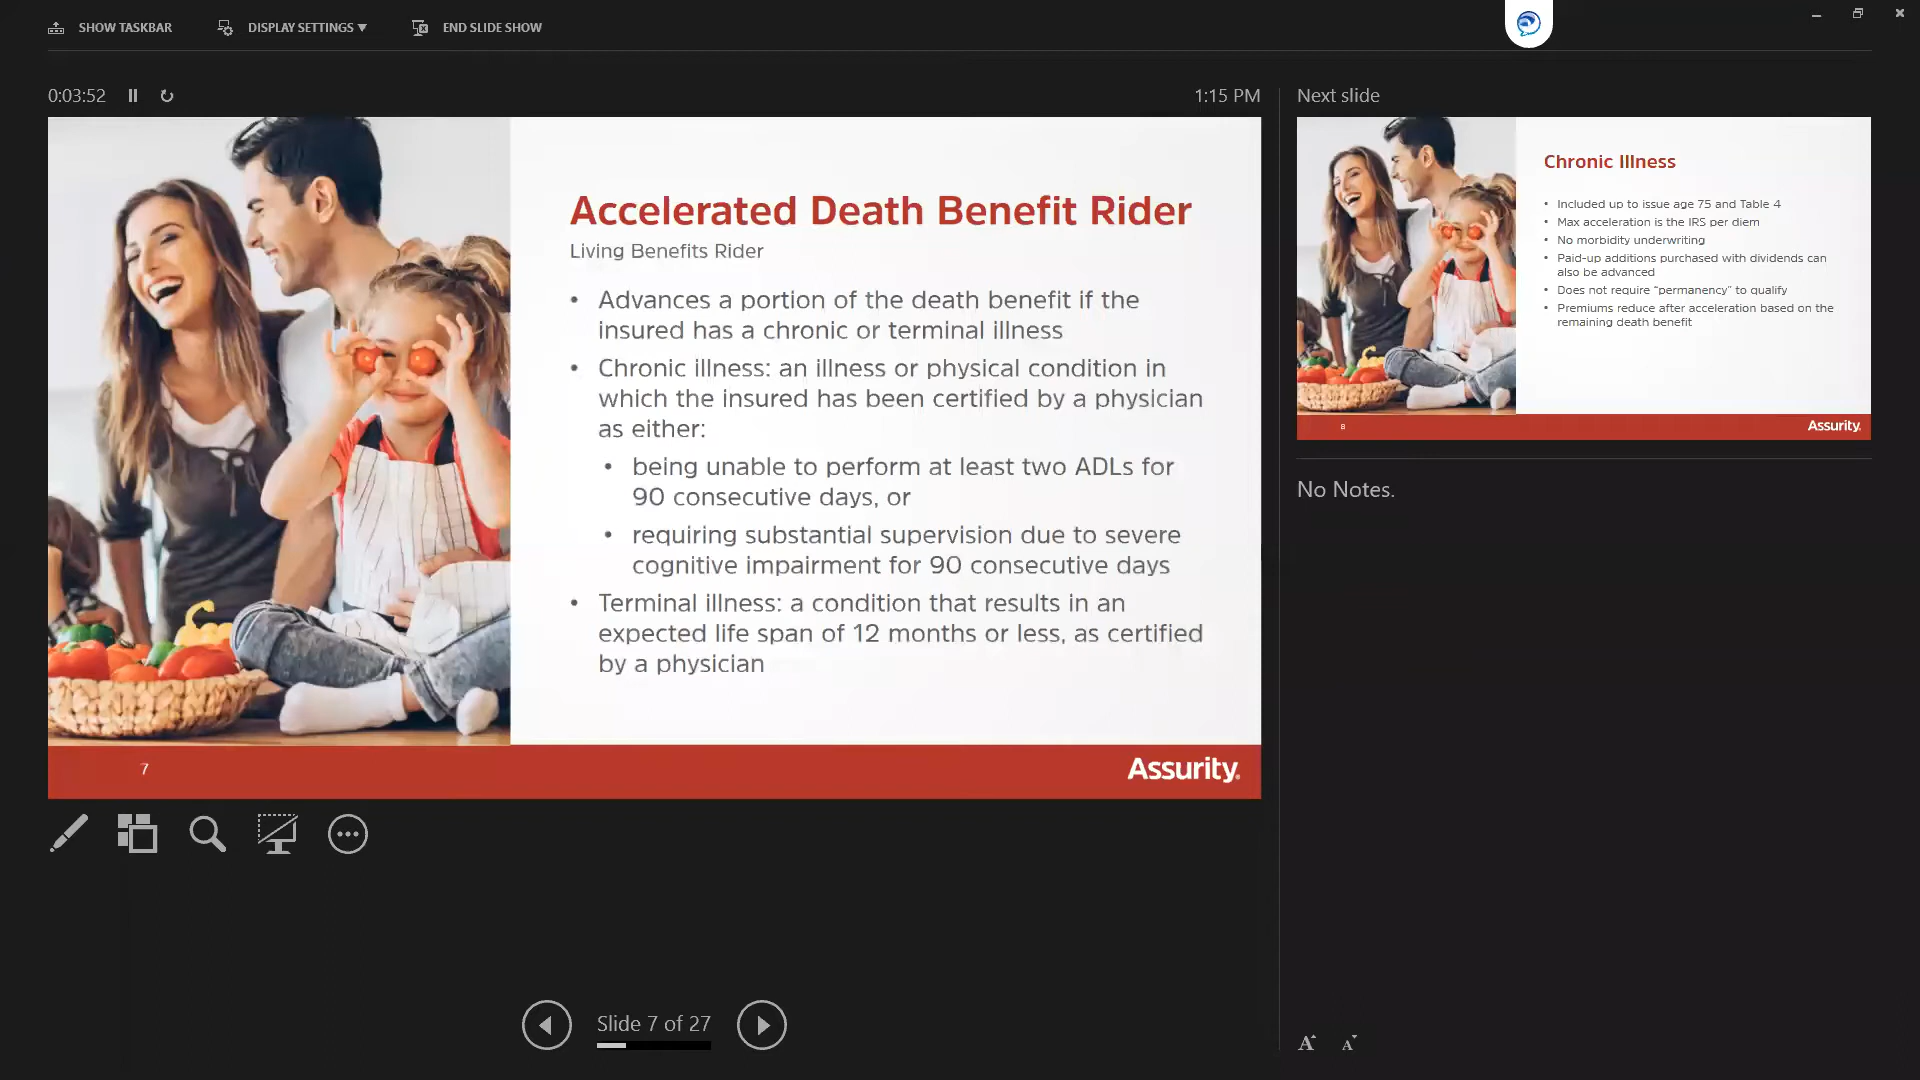 SHOW TASKBAR
DISPLAY SETTINGS
END SLIDE SHOW
0:03:52
1:15 PM
Accelerated Death Benefit Rider
Living Benefits Rider
• Advances a portion of the death benefit if the
insured has a chronic or terminal illness
• Chronic illness: an illness or physical condition in
which the insured has been certified by a physician
as either:
• being unable to perform at least two ADLs for
90 consecutive days, or
• requiring substantial supervision due to severe
cognitive impairment for 90 consecutive days
• Terminal illness: a condition that results in an
expected life span of 12 months or less, as certified
by a physician
7
Assurity.
Slide 7 of 27
Next slide
Chronic Illness
• Included up to issue age 75 and Table 4
• Max acceleration is the IRS per diem
• No morbidity underwriting
• Paid-up additions purchased with dividends can
also be advanced
• Does not require “permanency” to qualify
• Premiums reduce after acceleration based on the
remaining death benefit
8
Assurity.
No Notes.
A A